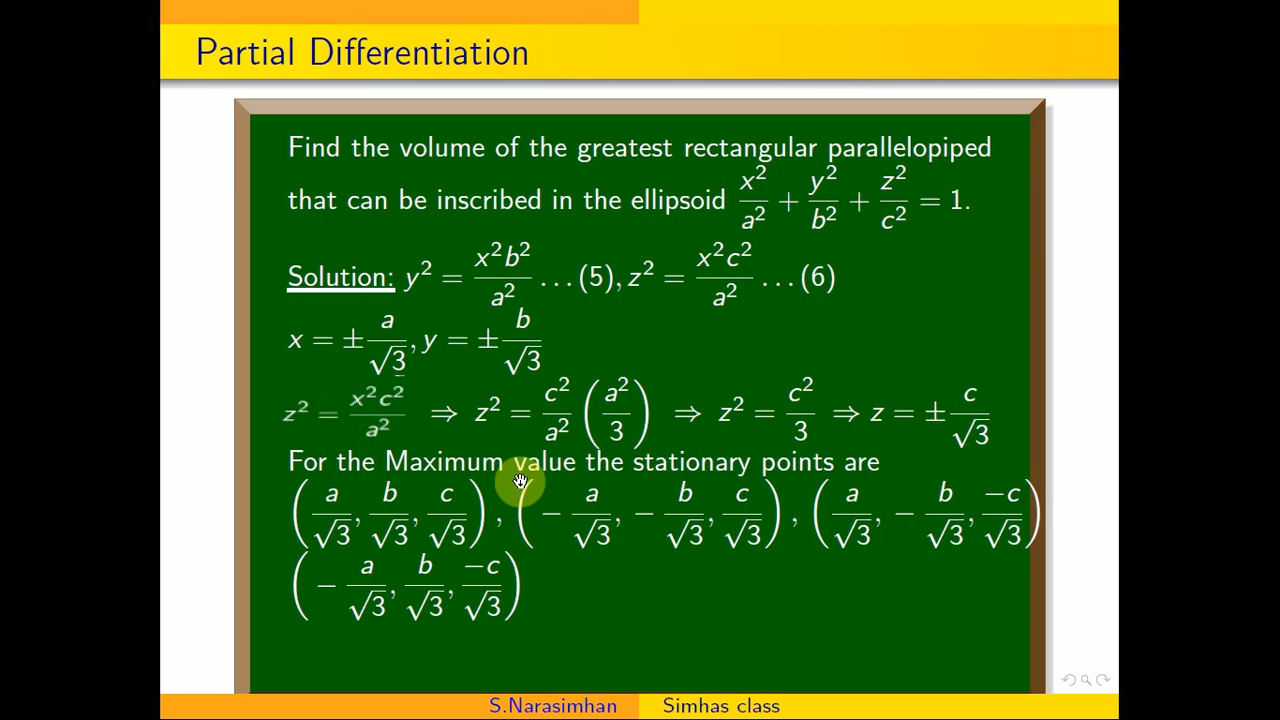 Partial Differentiation
Find the volume of the greatest rectangular parallelopiped
that can be inscribed in the ellipsoid x²/a² + y²/b² + z²/c² = 1.
Solution: y² = x²b²/a² ...(5), z² = x²c²/a² ...(6)
x = ± a/√3, y = ± b/√3
z² = x²c²/a² ⇒ z² = c²/a² (a²/3) ⇒ z² = c²/3 ⇒ z = ± c/√3
For the Maximum value the stationary points are
(a/√3, b/√3, c/√3), (− a/√3, − b/√3, c/√3), (a/√3, − b/√3, −c/√3)
(− a/√3, b/√3, −c/√3)
S.Narasimhan Simhas class